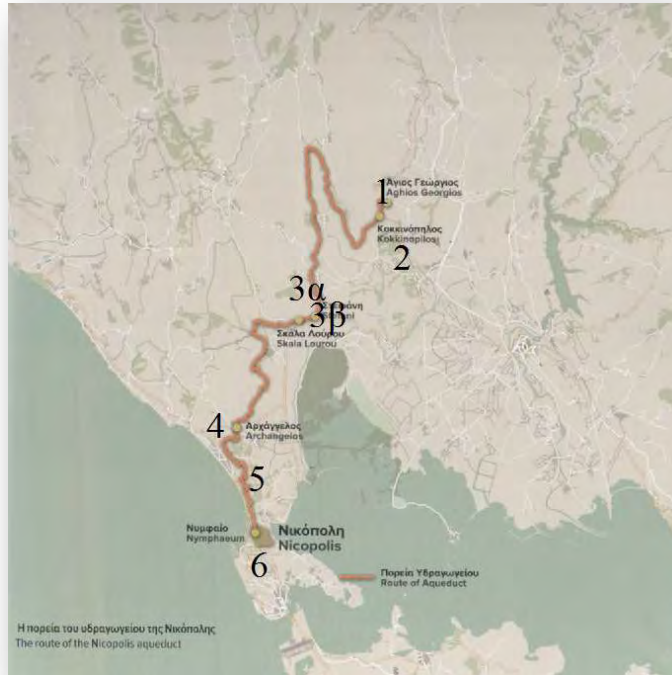 1
Άγιος Γεώργιος
Aghios Georgios
Κοκκινόπηλος
Kokkinopilos
2
3α
3β
Σκάλα Λούρου
Skala Lourou
4
Αρχάγγελος
Archangelos
5
Νυμφαίο
Nymphaeum
Νικόπολη
Nicopolis
6
Πορεία Υδραγωγείου
Route of Aqueduct
Η πορεία του υδραγωγείου της Νικόπολης
The route of the Nicopolis aqueduct